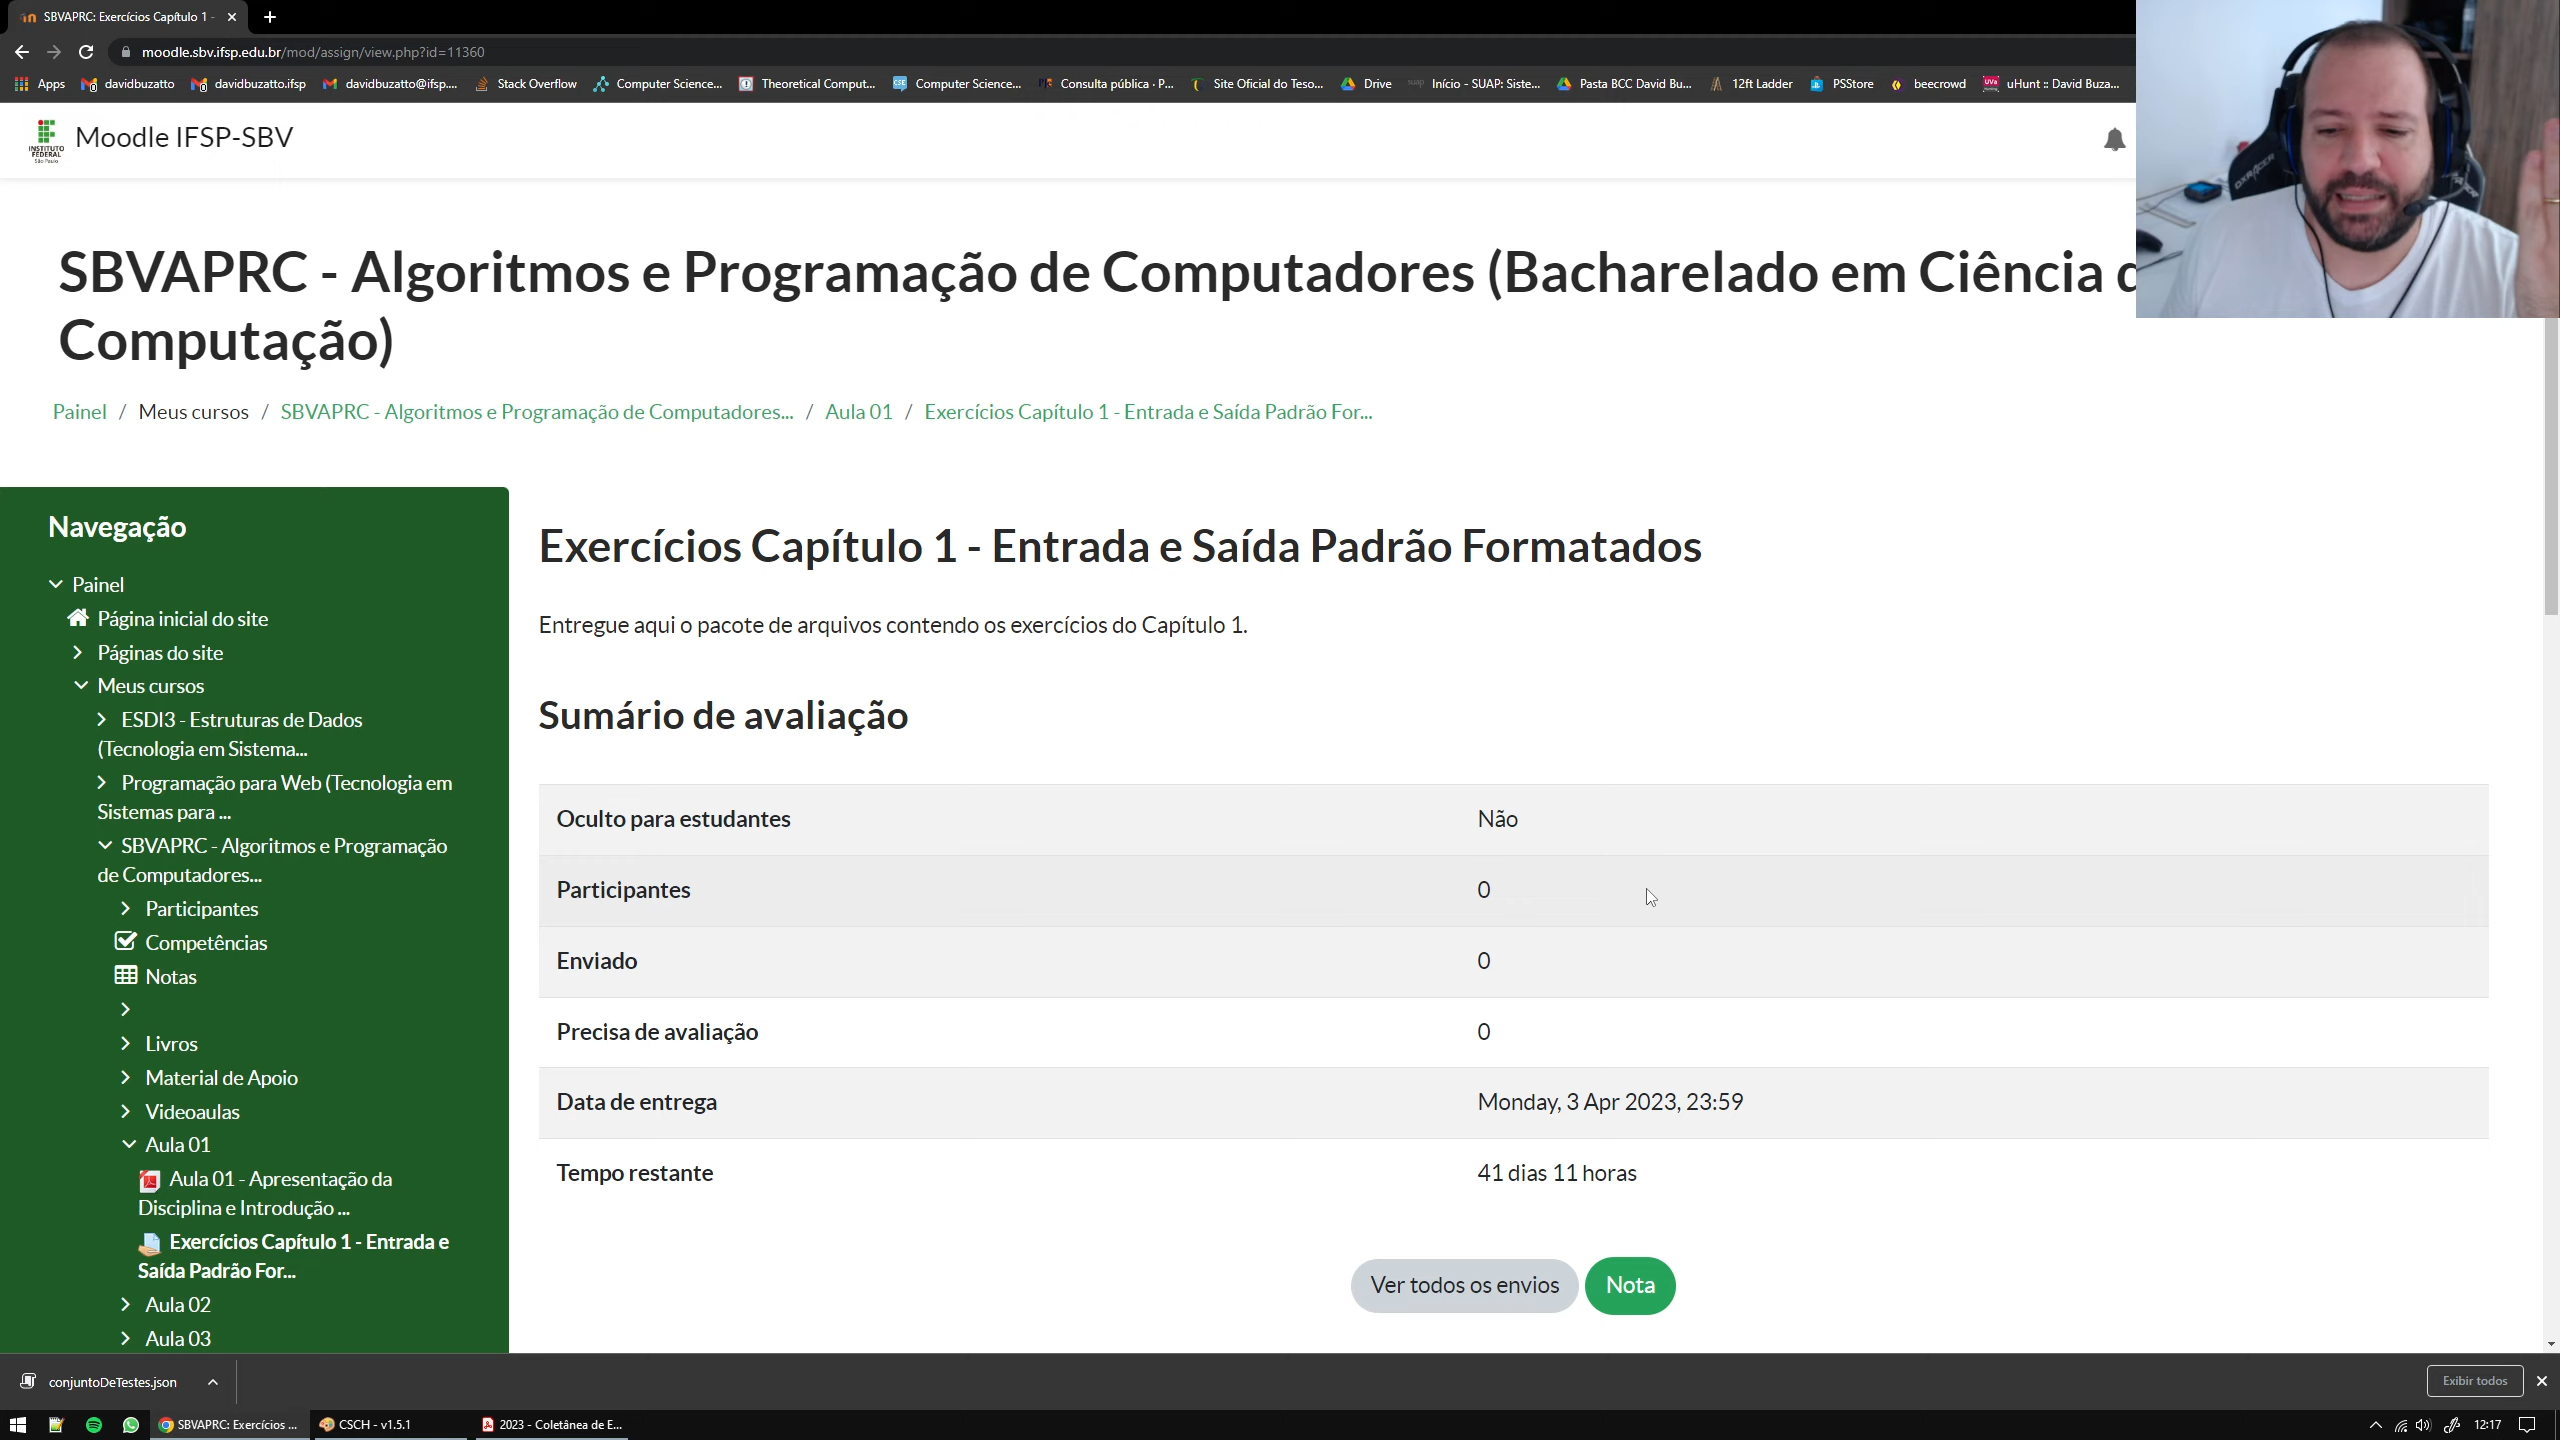 SBVAPRC: Exercícios Capítulo 1 -
moodle.sbv.ifsp.edu.br/mod/assign/view.php?id=11360
Apps davidbuzatto davidbuzatto.ifsp davidbuzatto@ifsp.... Stack Overflow Computer Science... Theoretical Comput... Computer Science... Consulta pública · P... Site Oficial do Teso... Drive Início - SUAP: Siste... Pasta BCC David Bu... 12ft Ladder PSStore beecrowd uHunt :: David Buza...
INSTITUTO
FEDERAL
São Paulo
Moodle IFSP-SBV
SBVAPRC - Algoritmos e Programação de Computadores (Bacharelado em Ciência
Computação)
Painel / Meus cursos / SBVAPRC - Algoritmos e Programação de Computadores... / Aula 01 / Exercícios Capítulo 1 - Entrada e Saída Padrão For...
Navegação
Painel
Página inicial do site
Páginas do site
Meus cursos
ESDI3 - Estruturas de Dados
(Tecnologia em Sistema...
Programação para Web (Tecnologia em
Sistemas para ...
SBVAPRC - Algoritmos e Programação
de Computadores...
Participantes
Competências
Notas
Livros
Material de Apoio
Videoaulas
Aula 01
Aula 01 - Apresentação da
Disciplina e Introdução ...
Exercícios Capítulo 1 - Entrada e
Saída Padrão For...
Aula 02
Aula 03
Exercícios Capítulo 1 - Entrada e Saída Padrão Formatados
Entregue aqui o pacote de arquivos contendo os exercícios do Capítulo 1.
Sumário de avaliação
Oculto para estudantes Não
Participantes 0
Enviado 0
Precisa de avaliação 0
Data de entrega Monday, 3 Apr 2023, 23:59
Tempo restante 41 dias 11 horas
Ver todos os envios Nota
conjuntoDeTestes.json
Exibir todos
SBVAPRC: Exercícios ... CSCH - v1.5.1 2023 - Coletânea de E...
12:17